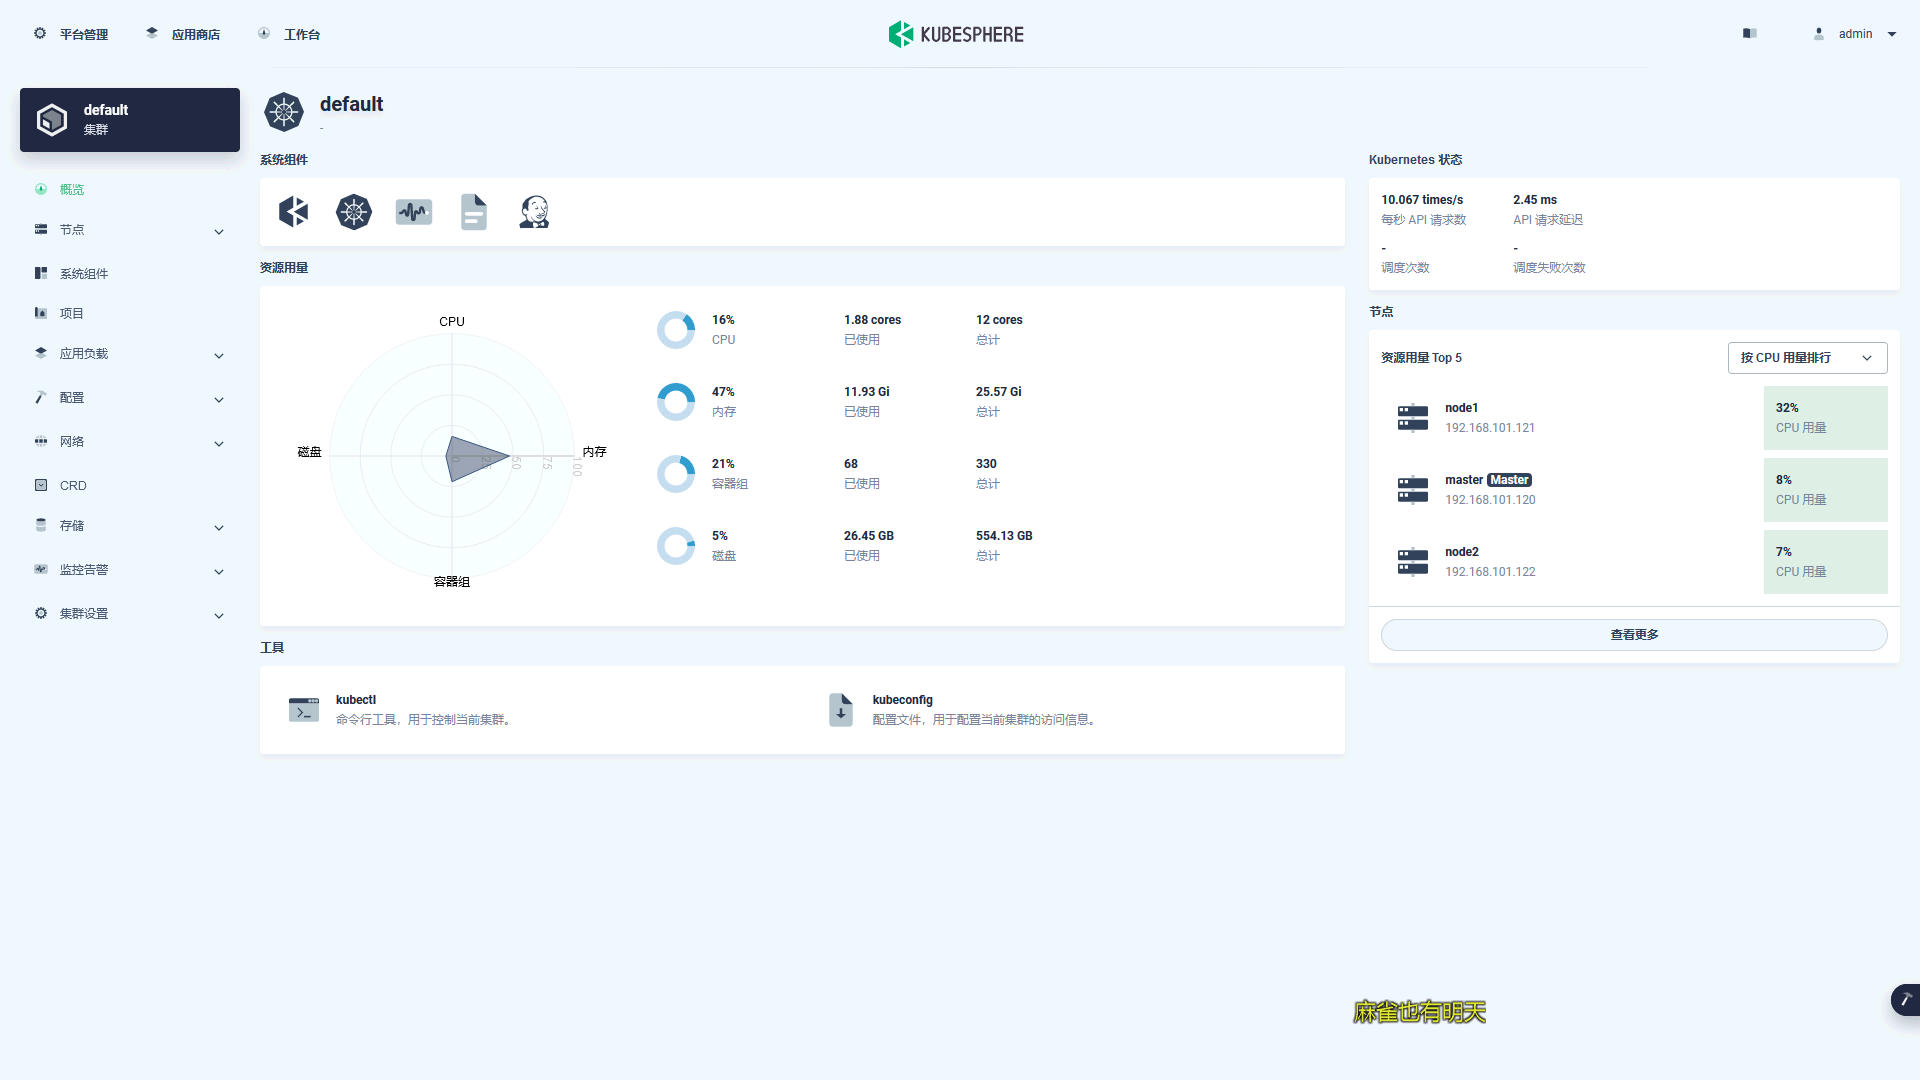 平台管理
应用商店
工作台
KUBESPHERE
admin
default
集群
概览
节点
系统组件
项目
应用负载
配置
网络
CRD
存储
监控告警
集群设置
default
-
系统组件
资源用量
CPU
内存
容器组
磁盘
0
25
50
75
100
16%
CPU
1.88 cores
已使用
12 cores
总计
47%
内存
11.93 Gi
已使用
25.57 Gi
总计
21%
容器组
68
已使用
330
总计
5%
磁盘
26.45 GB
已使用
554.13 GB
总计
工具
kubectl
命令行工具，用于控制当前集群。
kubeconfig
配置文件，用于配置当前集群的访问信息。
Kubernetes 状态
10.067 times/s
每秒 API 请求数
2.45 ms
API 请求延迟
-
调度次数
-
调度失败次数
节点
资源用量 Top 5
按 CPU 用量排行
node1
192.168.101.121
32%
CPU 用量
master Master
192.168.101.120
8%
CPU 用量
node2
192.168.101.122
7%
CPU 用量
查看更多
麻雀也有明天